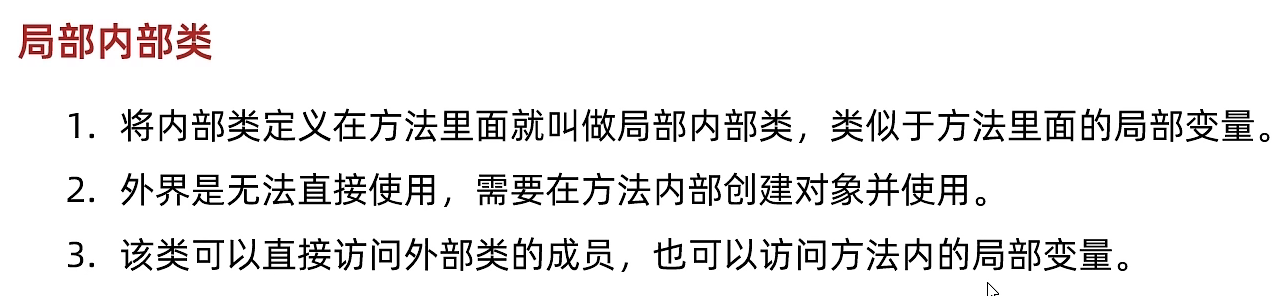 局部内部类
1. 将内部类定义在方法里面就叫做局部内部类，类似于方法里面的局部变量。
2. 外界是无法直接使用，需要在方法内部创建对象并使用。
3. 该类可以直接访问外部类的成员，也可以访问方法内的局部变量。